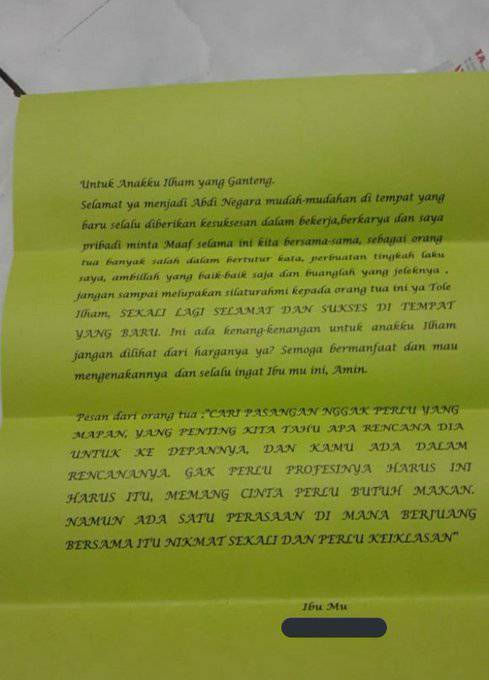 Untuk Anakku Ilham yang Ganteng.
Selamat ya menjadi Abdi Negara mudah-mudahan di tempat yang
baru selalu diberikan kesuksesan dalam bekerja,berkarya dan saya
pribadi minta Maaf selama ini kita bersama-sama, sebagai orang
tua banyak salah dalam bertutur kata, perbuatan tingkah laku
saya, ambillah yang baik-baik saja dan buanglah yang jeleknya ,
jangan sampai melupakan silaturahmi kepada orang tua ini ya Tole
Ilham, SEKALI LAGI SELAMAT DAN SUKSES DI TEMPAT
YANG BARU. Ini ada kenang-kenangan untuk anakku Ilham
jangan dilihat dari harganya ya? Semoga bermanfaat dan mau
mengenakannya dan selalu ingat Ibu mu ini, Amin.
Pesan dari orang tua ;"CARI PASANGAN NGGAK PERLU YANG
MAPAN, YANG PENTING KITA TAHU APA RENCANA DIA
UNTUK KE DEPANNYA, DAN KAMU ADA DALAM
RENCANANYA. GAK PERLU PROFESINYA HARUS INI
HARUS ITU, MEMANG CINTA PERLU BUTUH MAKAN.
NAMUN ADA SATU PERASAAN DI MANA BERJUANG
BERSAMA ITU NIKMAT SEKALI DAN PERLU KEIKLASAN"
Ibu Mu